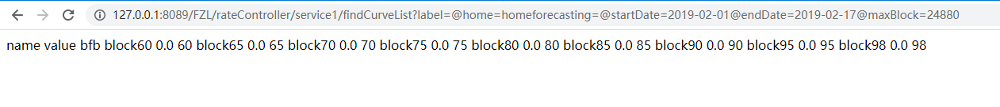 127.0.0.1:8089/FZL/rateController/service1/findCurveList?label=@home=homeforecasting=@startDate=2019-02-01@endDate=2019-02-17@maxBlock=24880
name value bfb block60 0.0 60 block65 0.0 65 block70 0.0 70 block75 0.0 75 block80 0.0 80 block85 0.0 85 block90 0.0 90 block95 0.0 95 block98 0.0 98